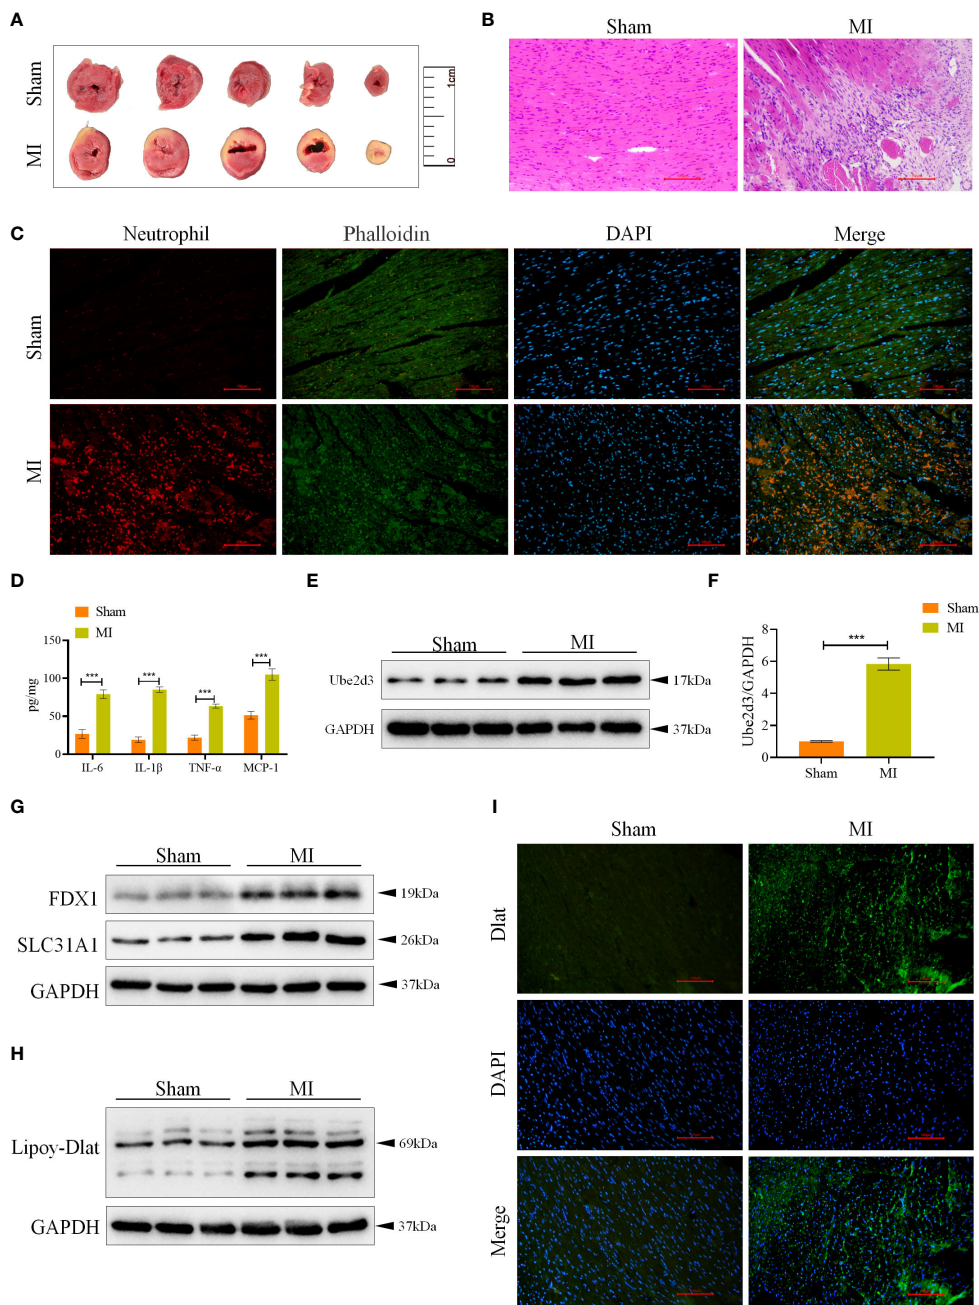 A
Sham
MI
1cm
0
B
Sham
MI
C
Neutrophil
Phalloidin
DAPI
Merge
Sham
MI
D
Sham
MI
pg/mg
150
100
50
0
***
***
***
***
IL-6
IL-1β
TNF-α
MCP-1
E
Sham
MI
Ube2d3
17kDa
GAPDH
37kDa
F
Sham
MI
Ube2d3/GAPDH
8
6
4
2
0
***
Sham
MI
G
Sham
MI
FDX1
19kDa
SLC31A1
26kDa
GAPDH
37kDa
H
Sham
MI
Lipoy-Dlat
69kDa
GAPDH
37kDa
I
Sham
MI
Dlat
DAPI
Merge